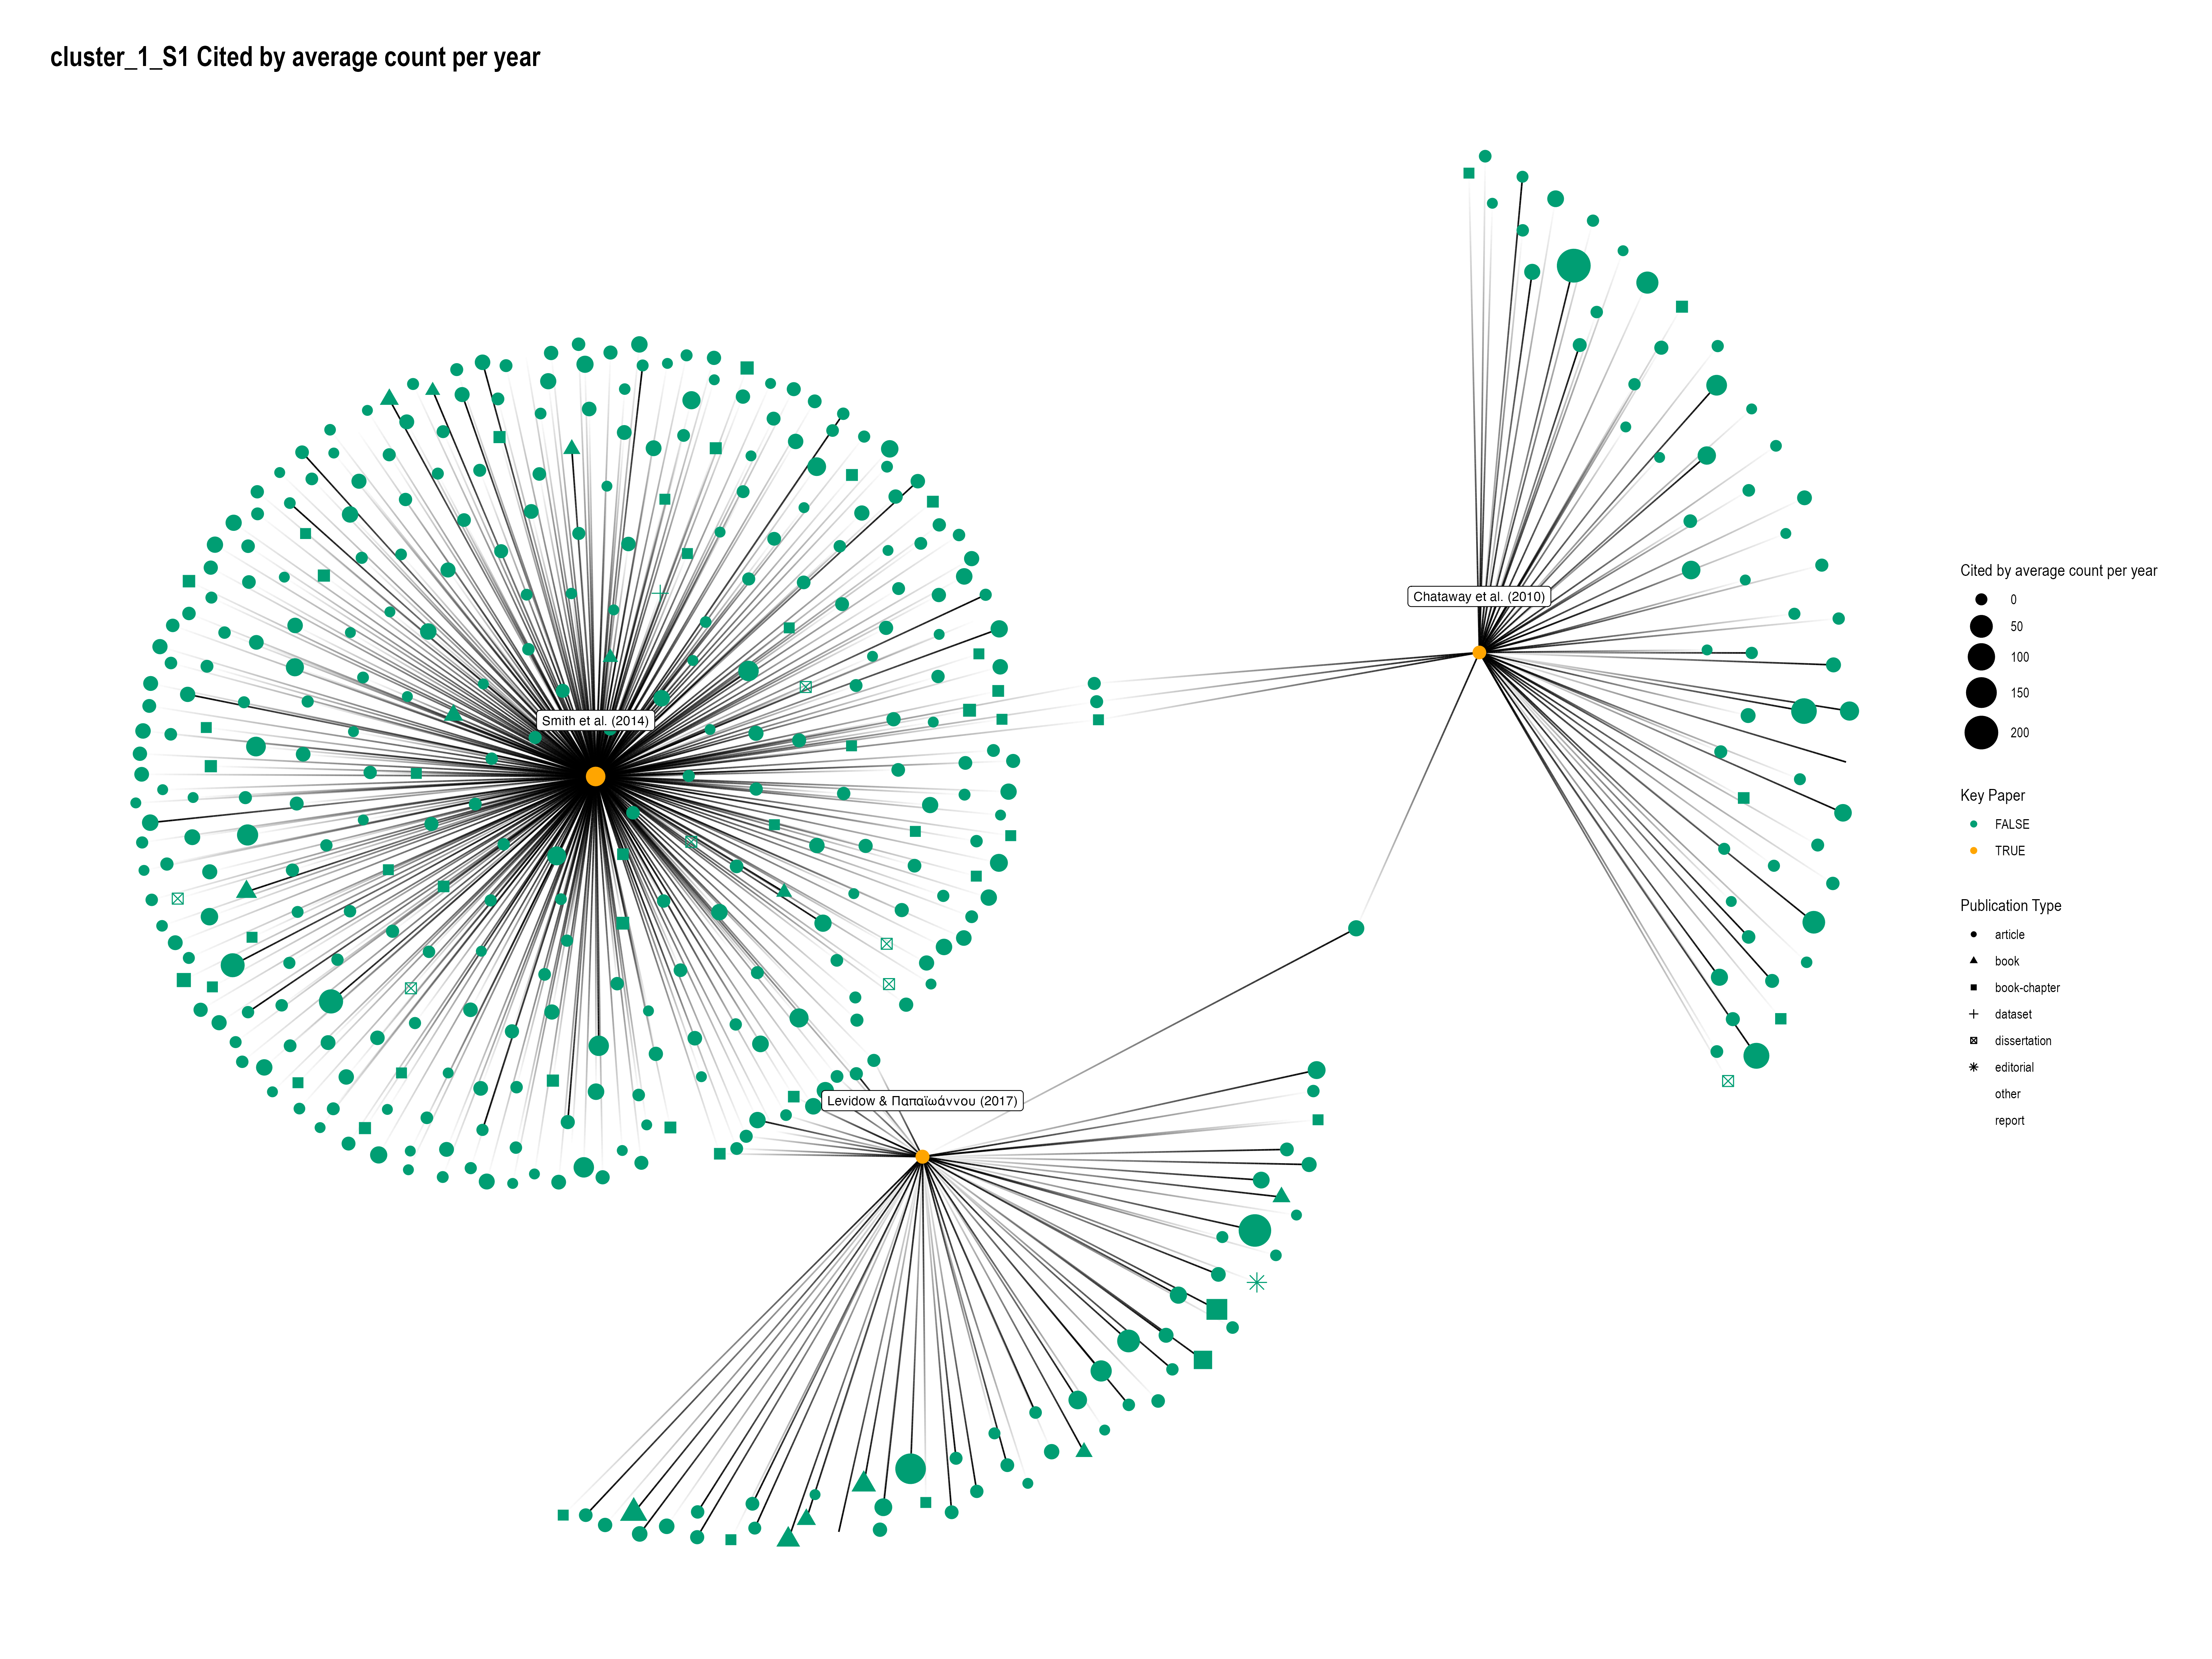 cluster_1_S1 Cited by average count per year
Chataway et al. (2010)
Smith et al. (2014)
Levidow & Παπαϊωάννου (2017)
Cited by average count per year
0
50
100
150
200
Key Paper
FALSE
TRUE
Publication Type
article
book
book-chapter
dataset
dissertation
editorial
other
report